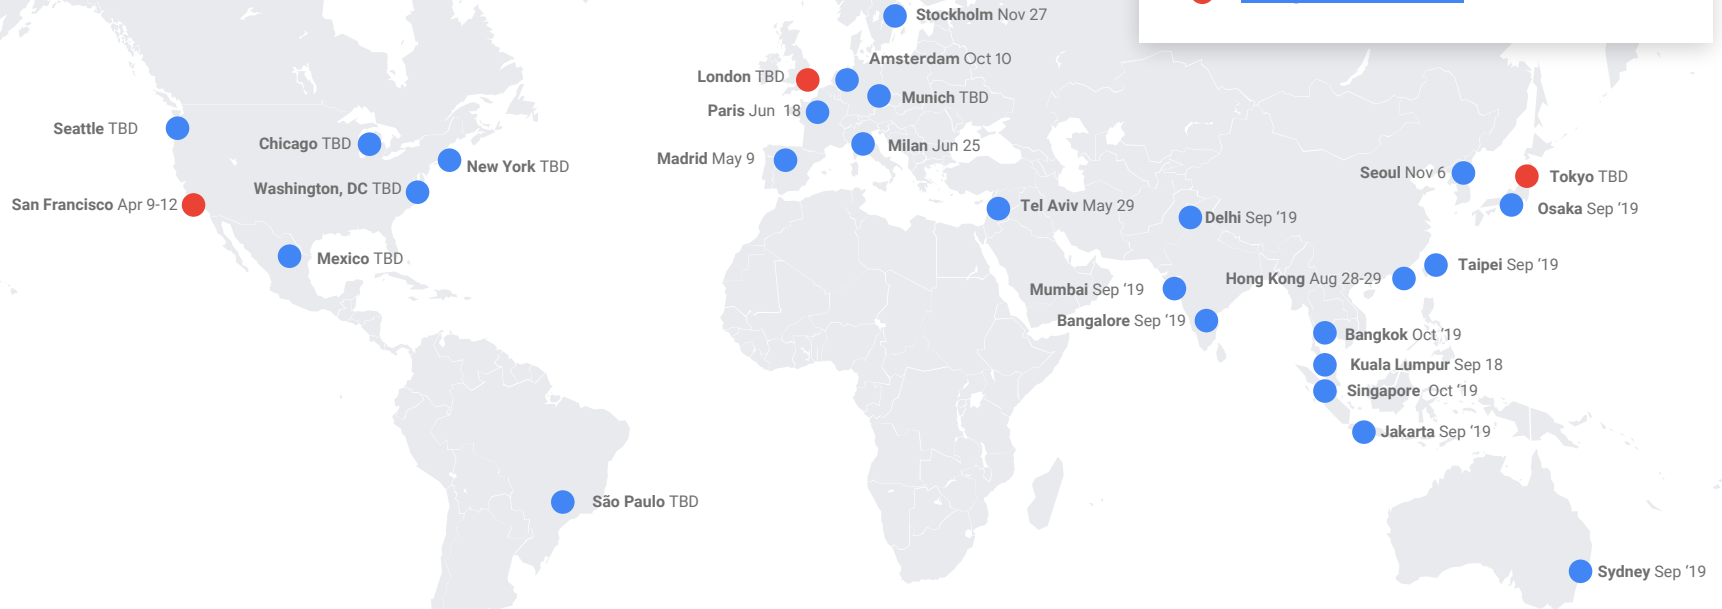 Stockholm Nov 27
Amsterdam Oct 10
London TBD
Munich TBD
Paris Jun 18
Seattle TBD
Chicago TBD
Milan Jun 25
Madrid May 9
New York TBD
Seoul Nov 6
Tokyo TBD
Washington, DC TBD
San Francisco Apr 9-12
Tel Aviv May 29
Delhi Sep ‘19
Osaka Sep ‘19
Mexico TBD
Taipei Sep ‘19
Hong Kong Aug 28-29
Mumbai Sep ‘19
Bangalore Sep ‘19
Bangkok Oct ‘19
Kuala Lumpur Sep 18
Singapore Oct ‘19
Jakarta Sep ‘19
São Paulo TBD
Sydney Sep ‘19